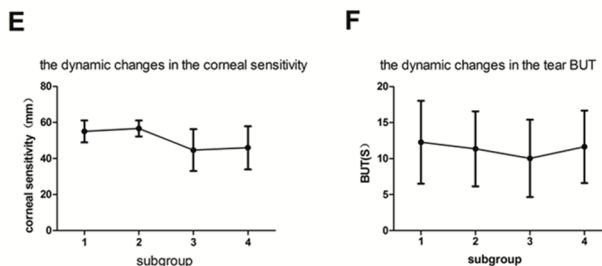 E
the dynamic changes in the corneal sensitivity
80
60
40
20
0
corneal sensitivity（mm）
1 2 3 4
subgroup
F
the dynamic changes in the tear BUT
20
15
10
5
0
BUT(S)
1 2 3 4
subgroup